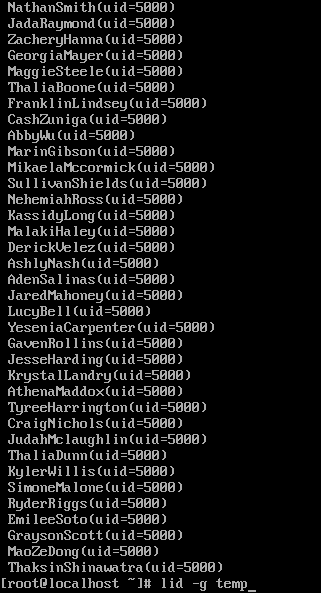 NathanSmith(uid=5000)
JadaRaymond(uid=5000)
ZacheryHanna(uid=5000)
GeorgiaMayer(uid=5000)
MaggieSteele(uid=5000)
ThaliaBoone(uid=5000)
FranklinLindsey(uid=5000)
CashZuniga(uid=5000)
AbbyWu(uid=5000)
MarinGibson(uid=5000)
MikaelaMccormick(uid=5000)
SullivanShields(uid=5000)
NehemiahRoss(uid=5000)
KassidyLong(uid=5000)
MalakiHaley(uid=5000)
DerickVelez(uid=5000)
AshlyNash(uid=5000)
AdenSalinas(uid=5000)
JaredMahoney(uid=5000)
LucyBell(uid=5000)
YeseniaCarpenter(uid=5000)
GavenRollins(uid=5000)
JesseHarding(uid=5000)
KrystalLandry(uid=5000)
AthenaMaddox(uid=5000)
TyreeHarrington(uid=5000)
CraigNichols(uid=5000)
JudahMclaughlin(uid=5000)
ThaliaDunn(uid=5000)
KylerWillis(uid=5000)
SimoneMalone(uid=5000)
RyderRiggs(uid=5000)
EmileeSoto(uid=5000)
GraysonScott(uid=5000)
MaoZeDong(uid=5000)
ThaksinShinawatra(uid=5000)
[root@localhost ~]# lid -g temp_